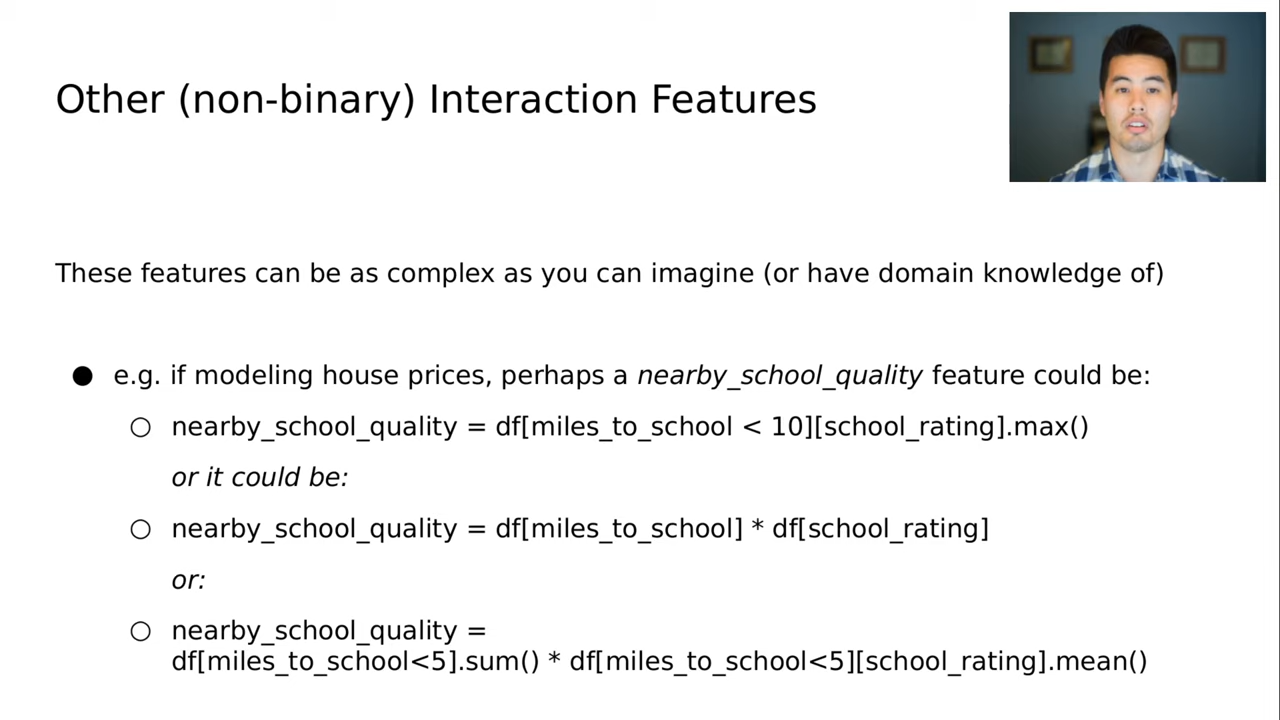 Other (non-binary) Interaction Features
These features can be as complex as you can imagine (or have domain knowledge of)
● e.g. if modeling house prices, perhaps a nearby_school_quality feature could be:
○ nearby_school_quality = df[miles_to_school < 10][school_rating].max()
or it could be:
○ nearby_school_quality = df[miles_to_school] * df[school_rating]
or:
○ nearby_school_quality =
df[miles_to_school<5].sum() * df[miles_to_school<5][school_rating].mean()